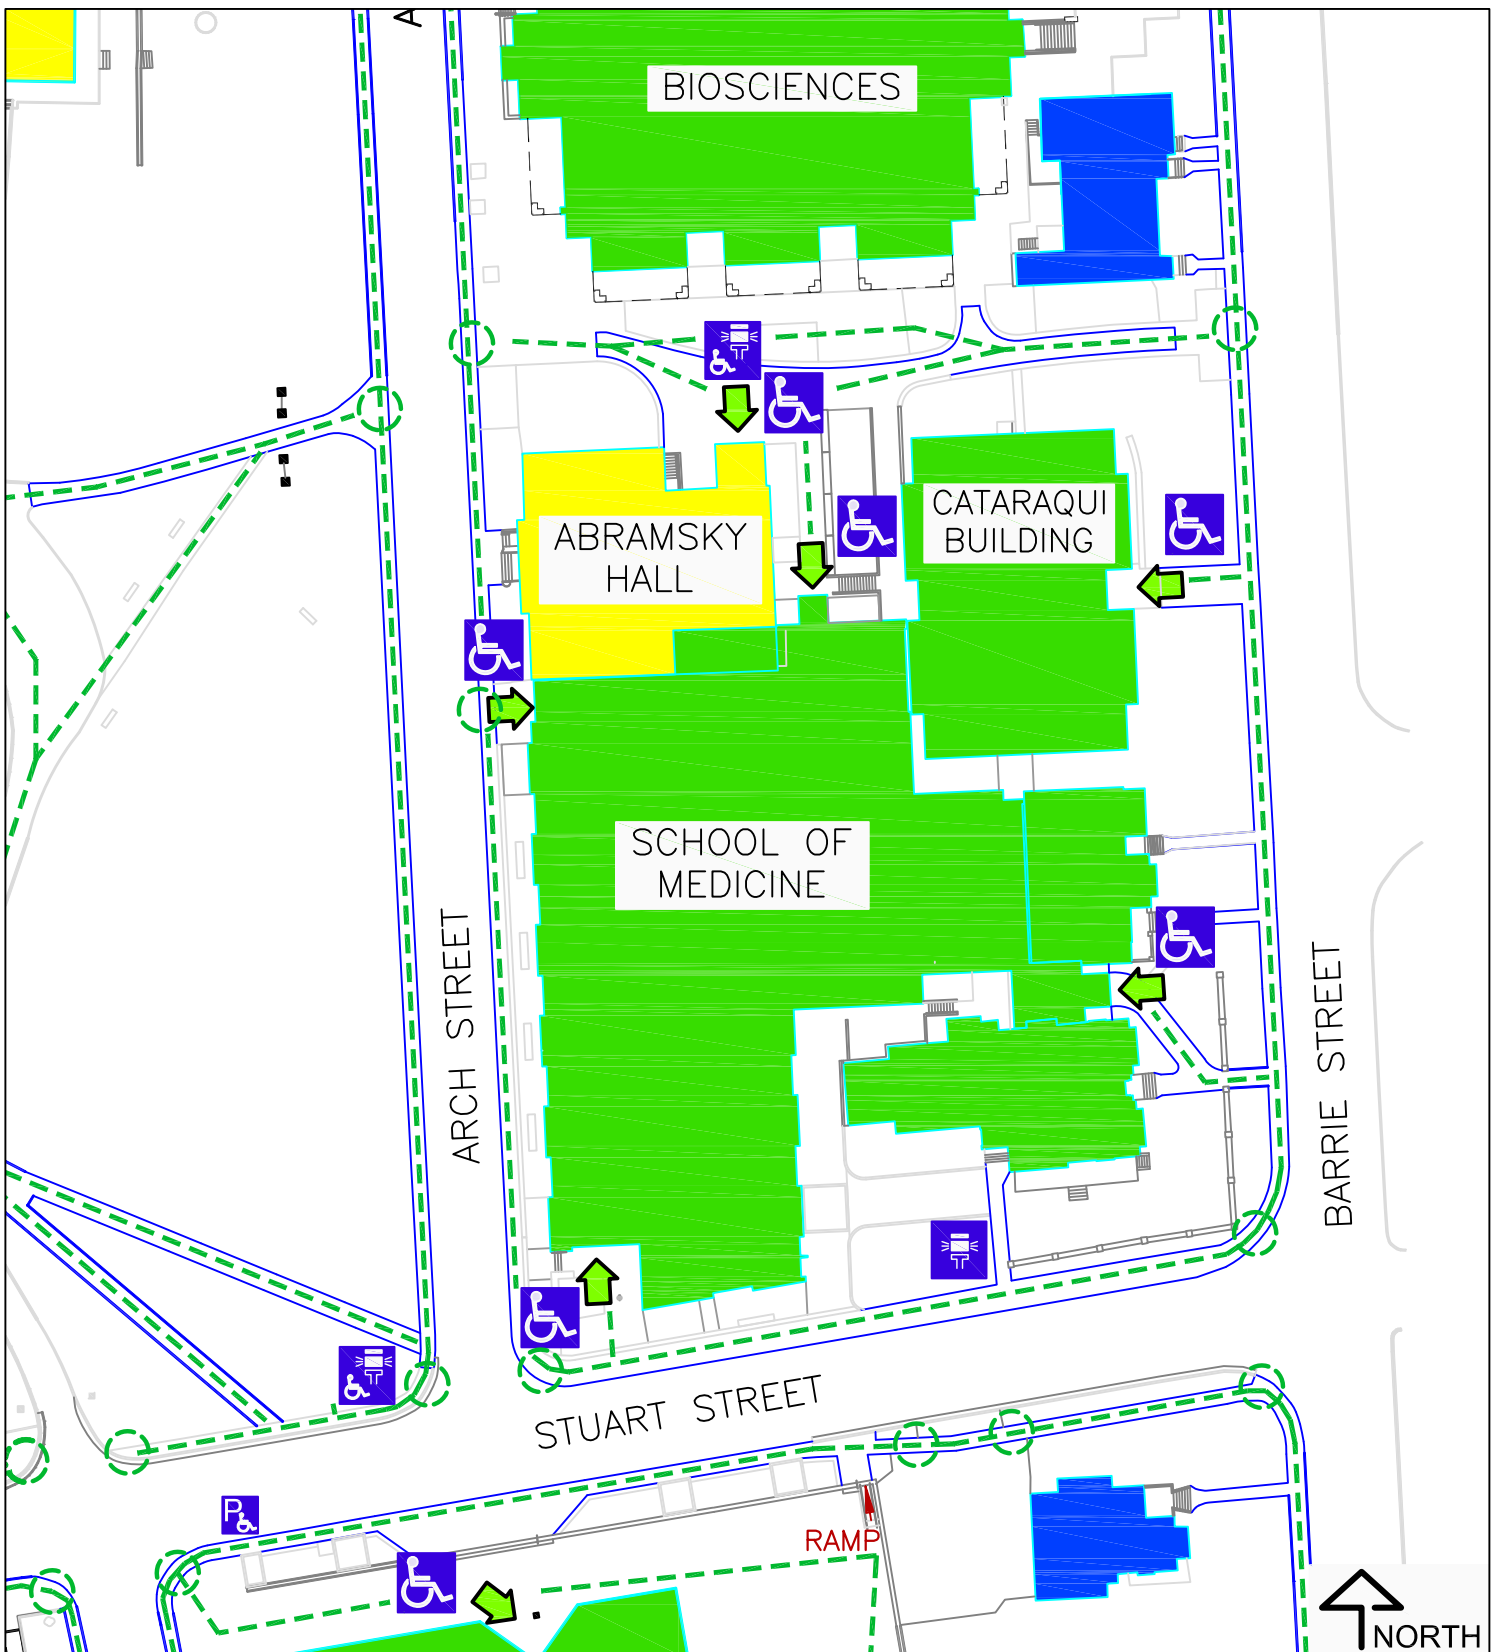 A
BIOSCIENCES
CATARAQUI
BUILDING
ABRAMSKY
HALL
SCHOOL OF
MEDICINE
ARCH STREET
BARRIE STREET
STUART STREET
P
RAMP
NORTH